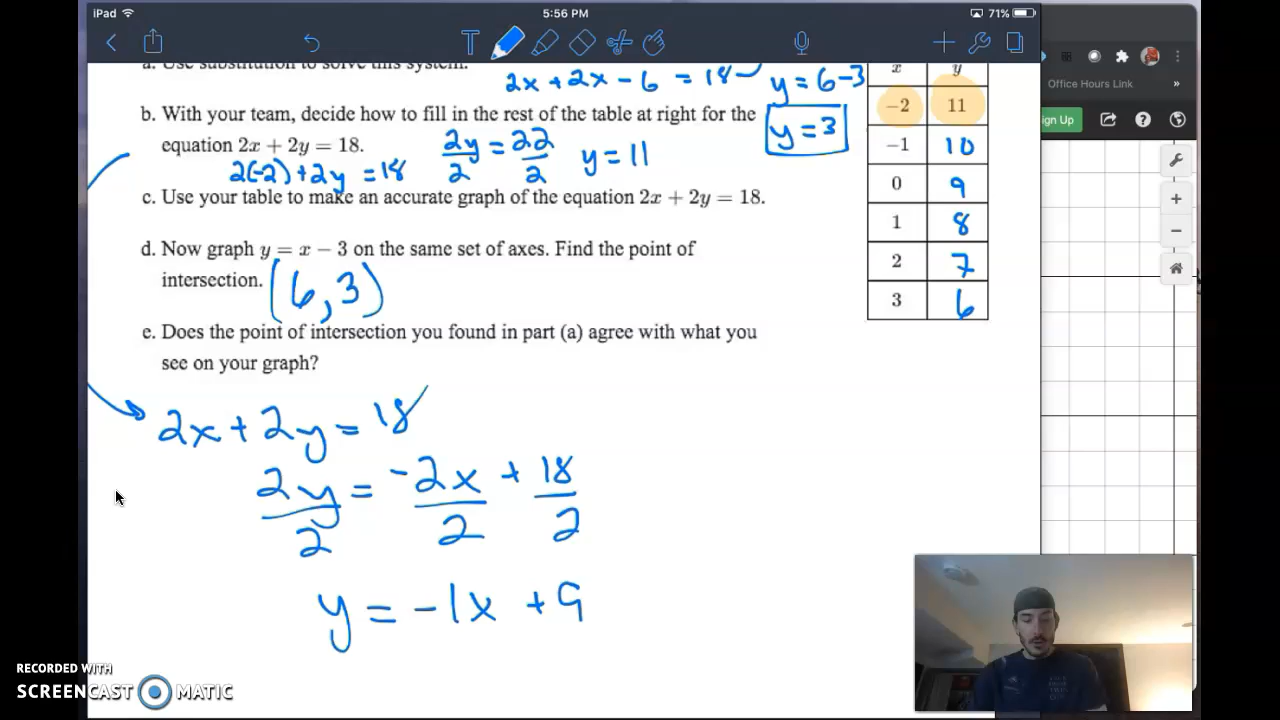 iPad 5:56 PM 71%
a. Use substitution to solve this system.
2x + 2x - 6 = 18
y = 6-3
y = 3
b. With your team, decide how to fill in the rest of the table at right for the
equation 2x + 2y = 18.
2(-2) + 2y = 18
2y/2 = 22/2
y = 11
c. Use your table to make an accurate graph of the equation 2x + 2y = 18.
d. Now graph y = x − 3 on the same set of axes. Find the point of
intersection. (6, 3)
e. Does the point of intersection you found in part (a) agree with what you
see on your graph?
2x + 2y = 18
2y/2 = -2x/2 + 18/2
y = -1x + 9
x y
−2 11
−1 10
0 9
1 8
2 7
3 6
Office Hours Link »
Sign Up
RECORDED WITH
SCREENCAST MATIC